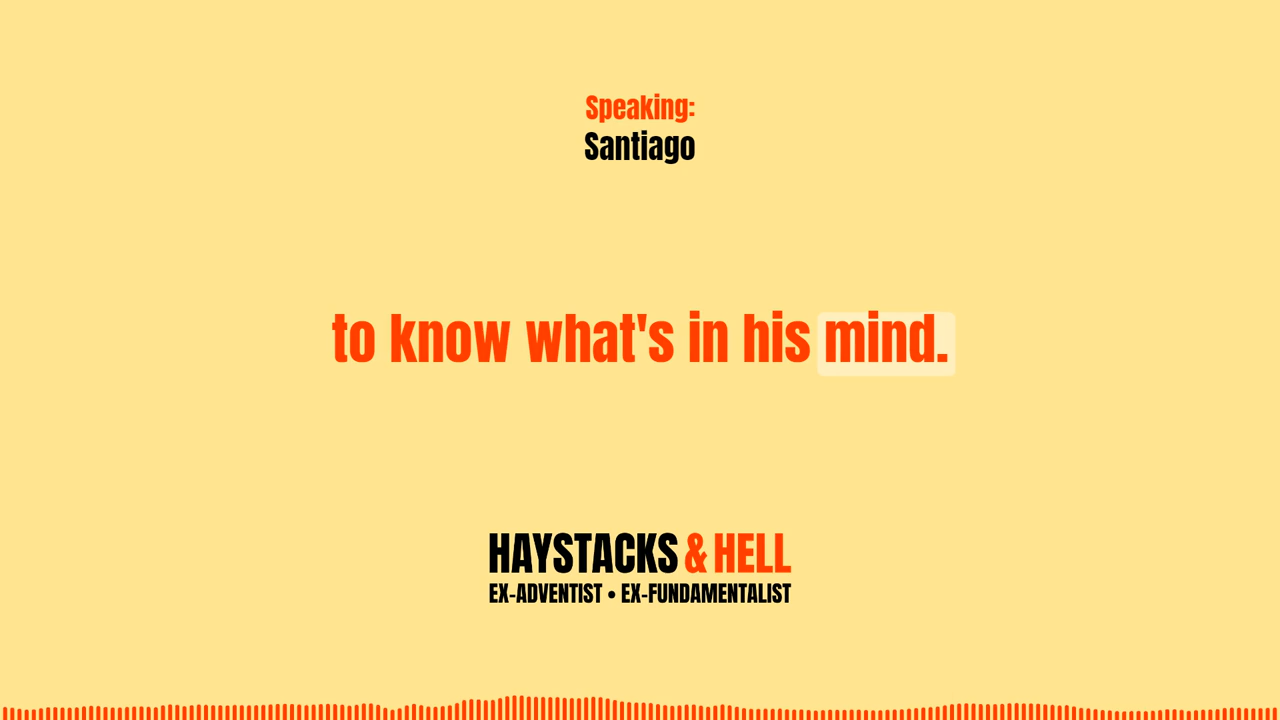 Speaking:
Santiago
to know what's in his mind.
HAYSTACKS & HELL
EX-ADVENTIST • EX-FUNDAMENTALIST